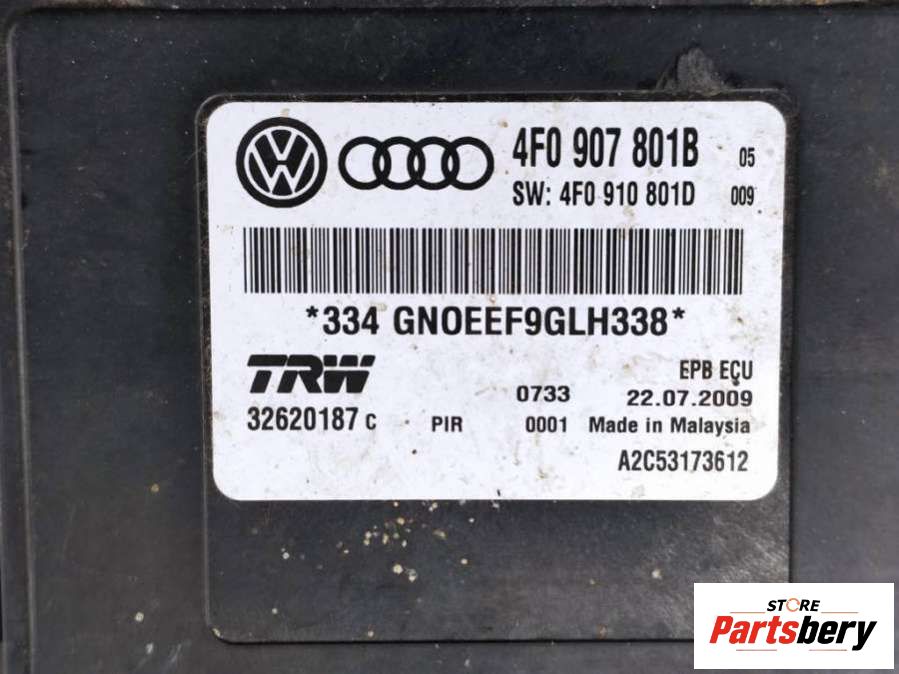 4F0 907 801B 05
SW: 4F0 910 801D 009
*334 GN0EEF9GLH338*
TRW
EPB ECU
0733 22.07.2009
32620187 C PIR 0001 Made in Malaysia
A2C53173612
STORE
Partsbery